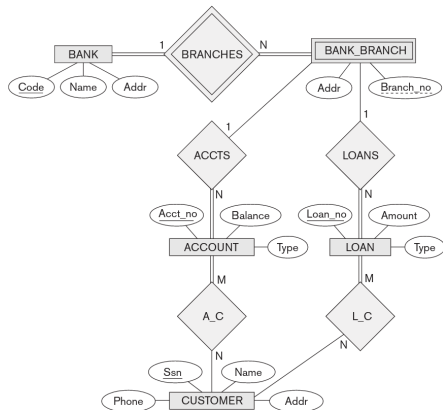 1 N
BANK BRANCHES BANK_BRANCH
Code Name Addr Addr Branch_no
1 1
ACCTS LOANS
N N
Acct_no Balance Loan_no Amount
ACCOUNT Type LOAN Type
M M
A_C L_C
N N
Ssn Name
Phone CUSTOMER Addr